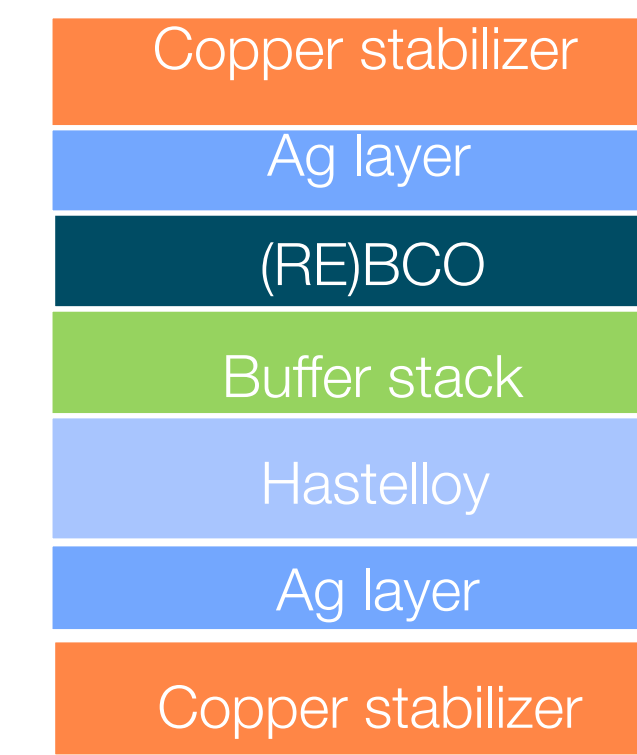 Copper stabilizer
Ag layer
(RE)BCO
Buffer stack
Hastelloy
Ag layer
Copper stabilizer